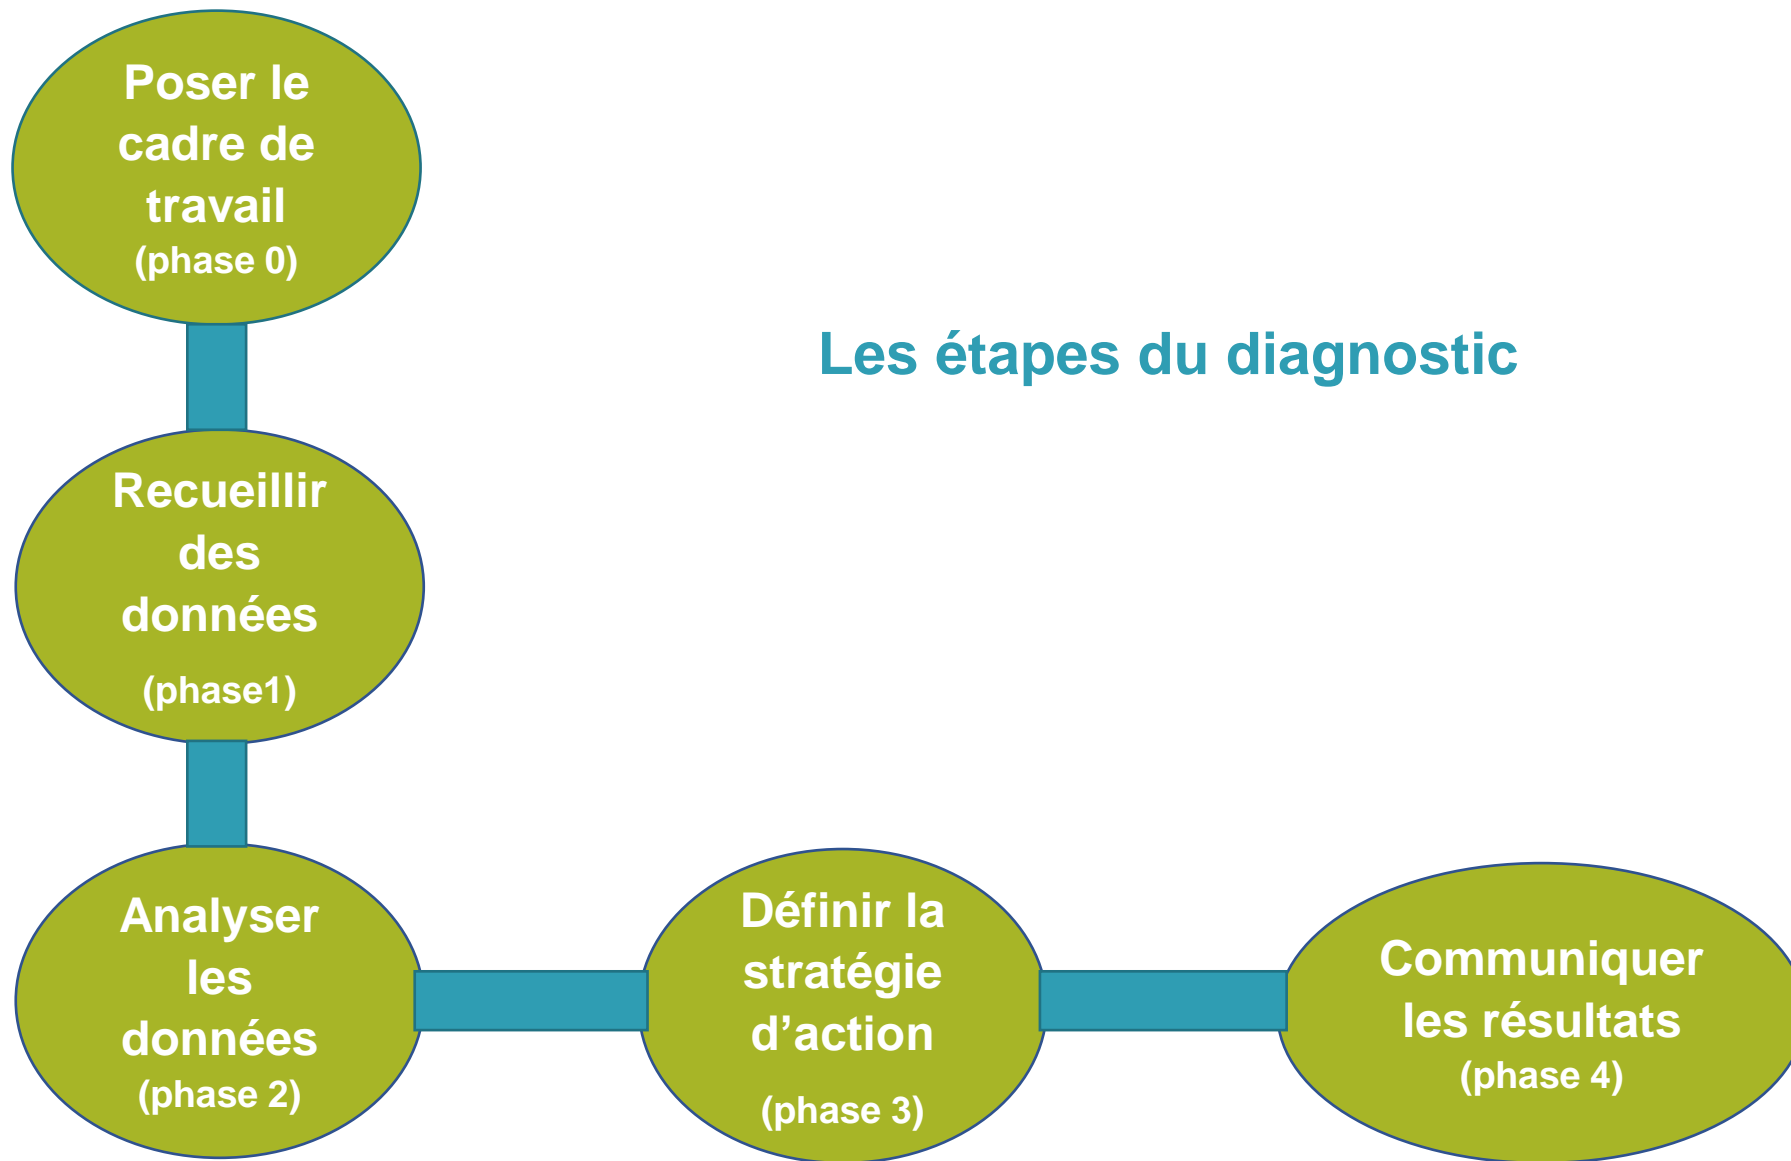 Poser le
cadre de
travail
(phase 0)
Les étapes du diagnostic
Recueillir
des
données
(phase1)
Analyser
les
données
(phase 2)
Définir la
stratégie
d’action
(phase 3)
Communiquer
les résultats
(phase 4)